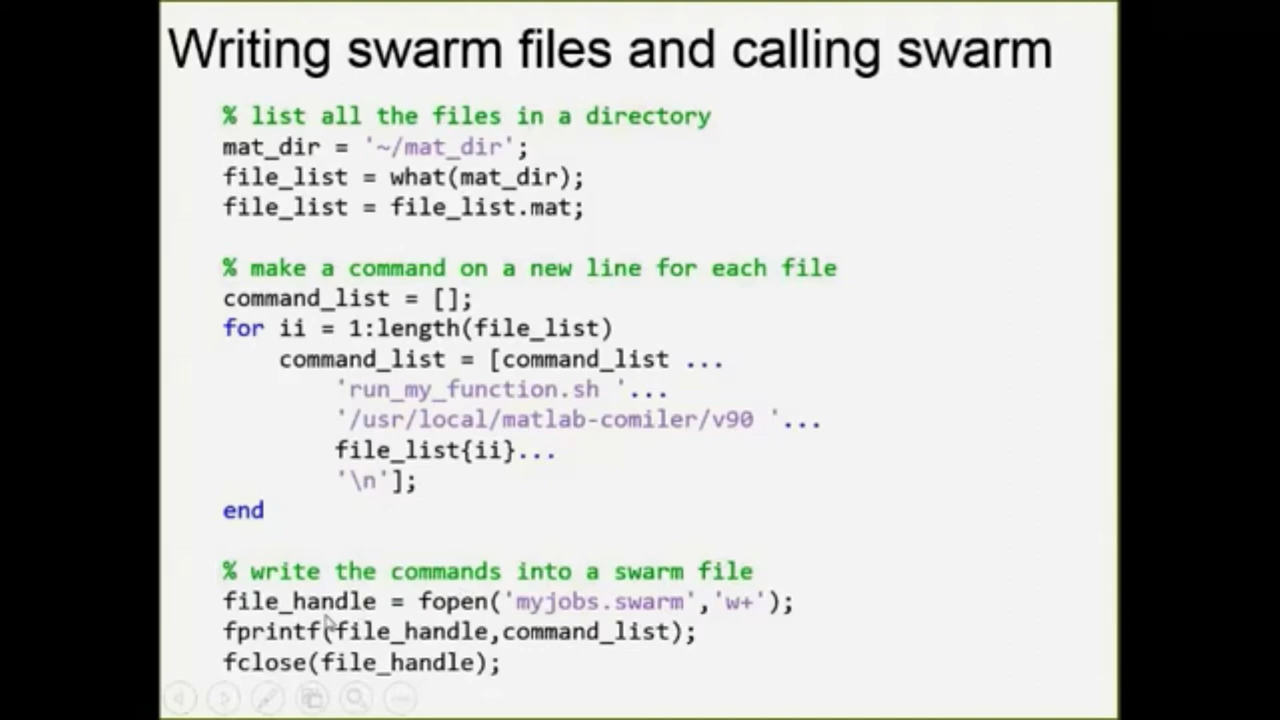 Writing swarm files and calling swarm
% list all the files in a directory
mat_dir = '~/mat_dir';
file_list = what(mat_dir);
file_list = file_list.mat;
% make a command on a new line for each file
command_list = [];
for ii = 1:length(file_list)
command_list = [command_list ...
'run_my_function.sh '...
'/usr/local/matlab-comiler/v90 '...
file_list{ii}...
'\n'];
end
% write the commands into a swarm file
file_handle = fopen('myjobs.swarm','w+');
fprintf(file_handle,command_list);
fclose(file_handle);